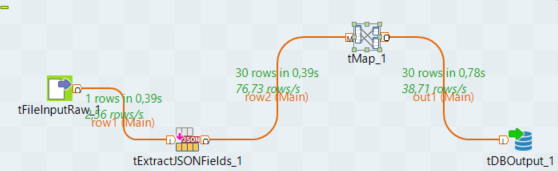 tMap_1
30 rows in 0,39s
76.73 rows/s
row2 (Main)
30 rows in 0,78s
38,71 rows/s
out1 (Main)
tFileInputRaw_1
1 rows in 0,39s
2.56 rows/s
row1 (Main)
JSON
tExtractJSONFields_1
tDBOutput_1